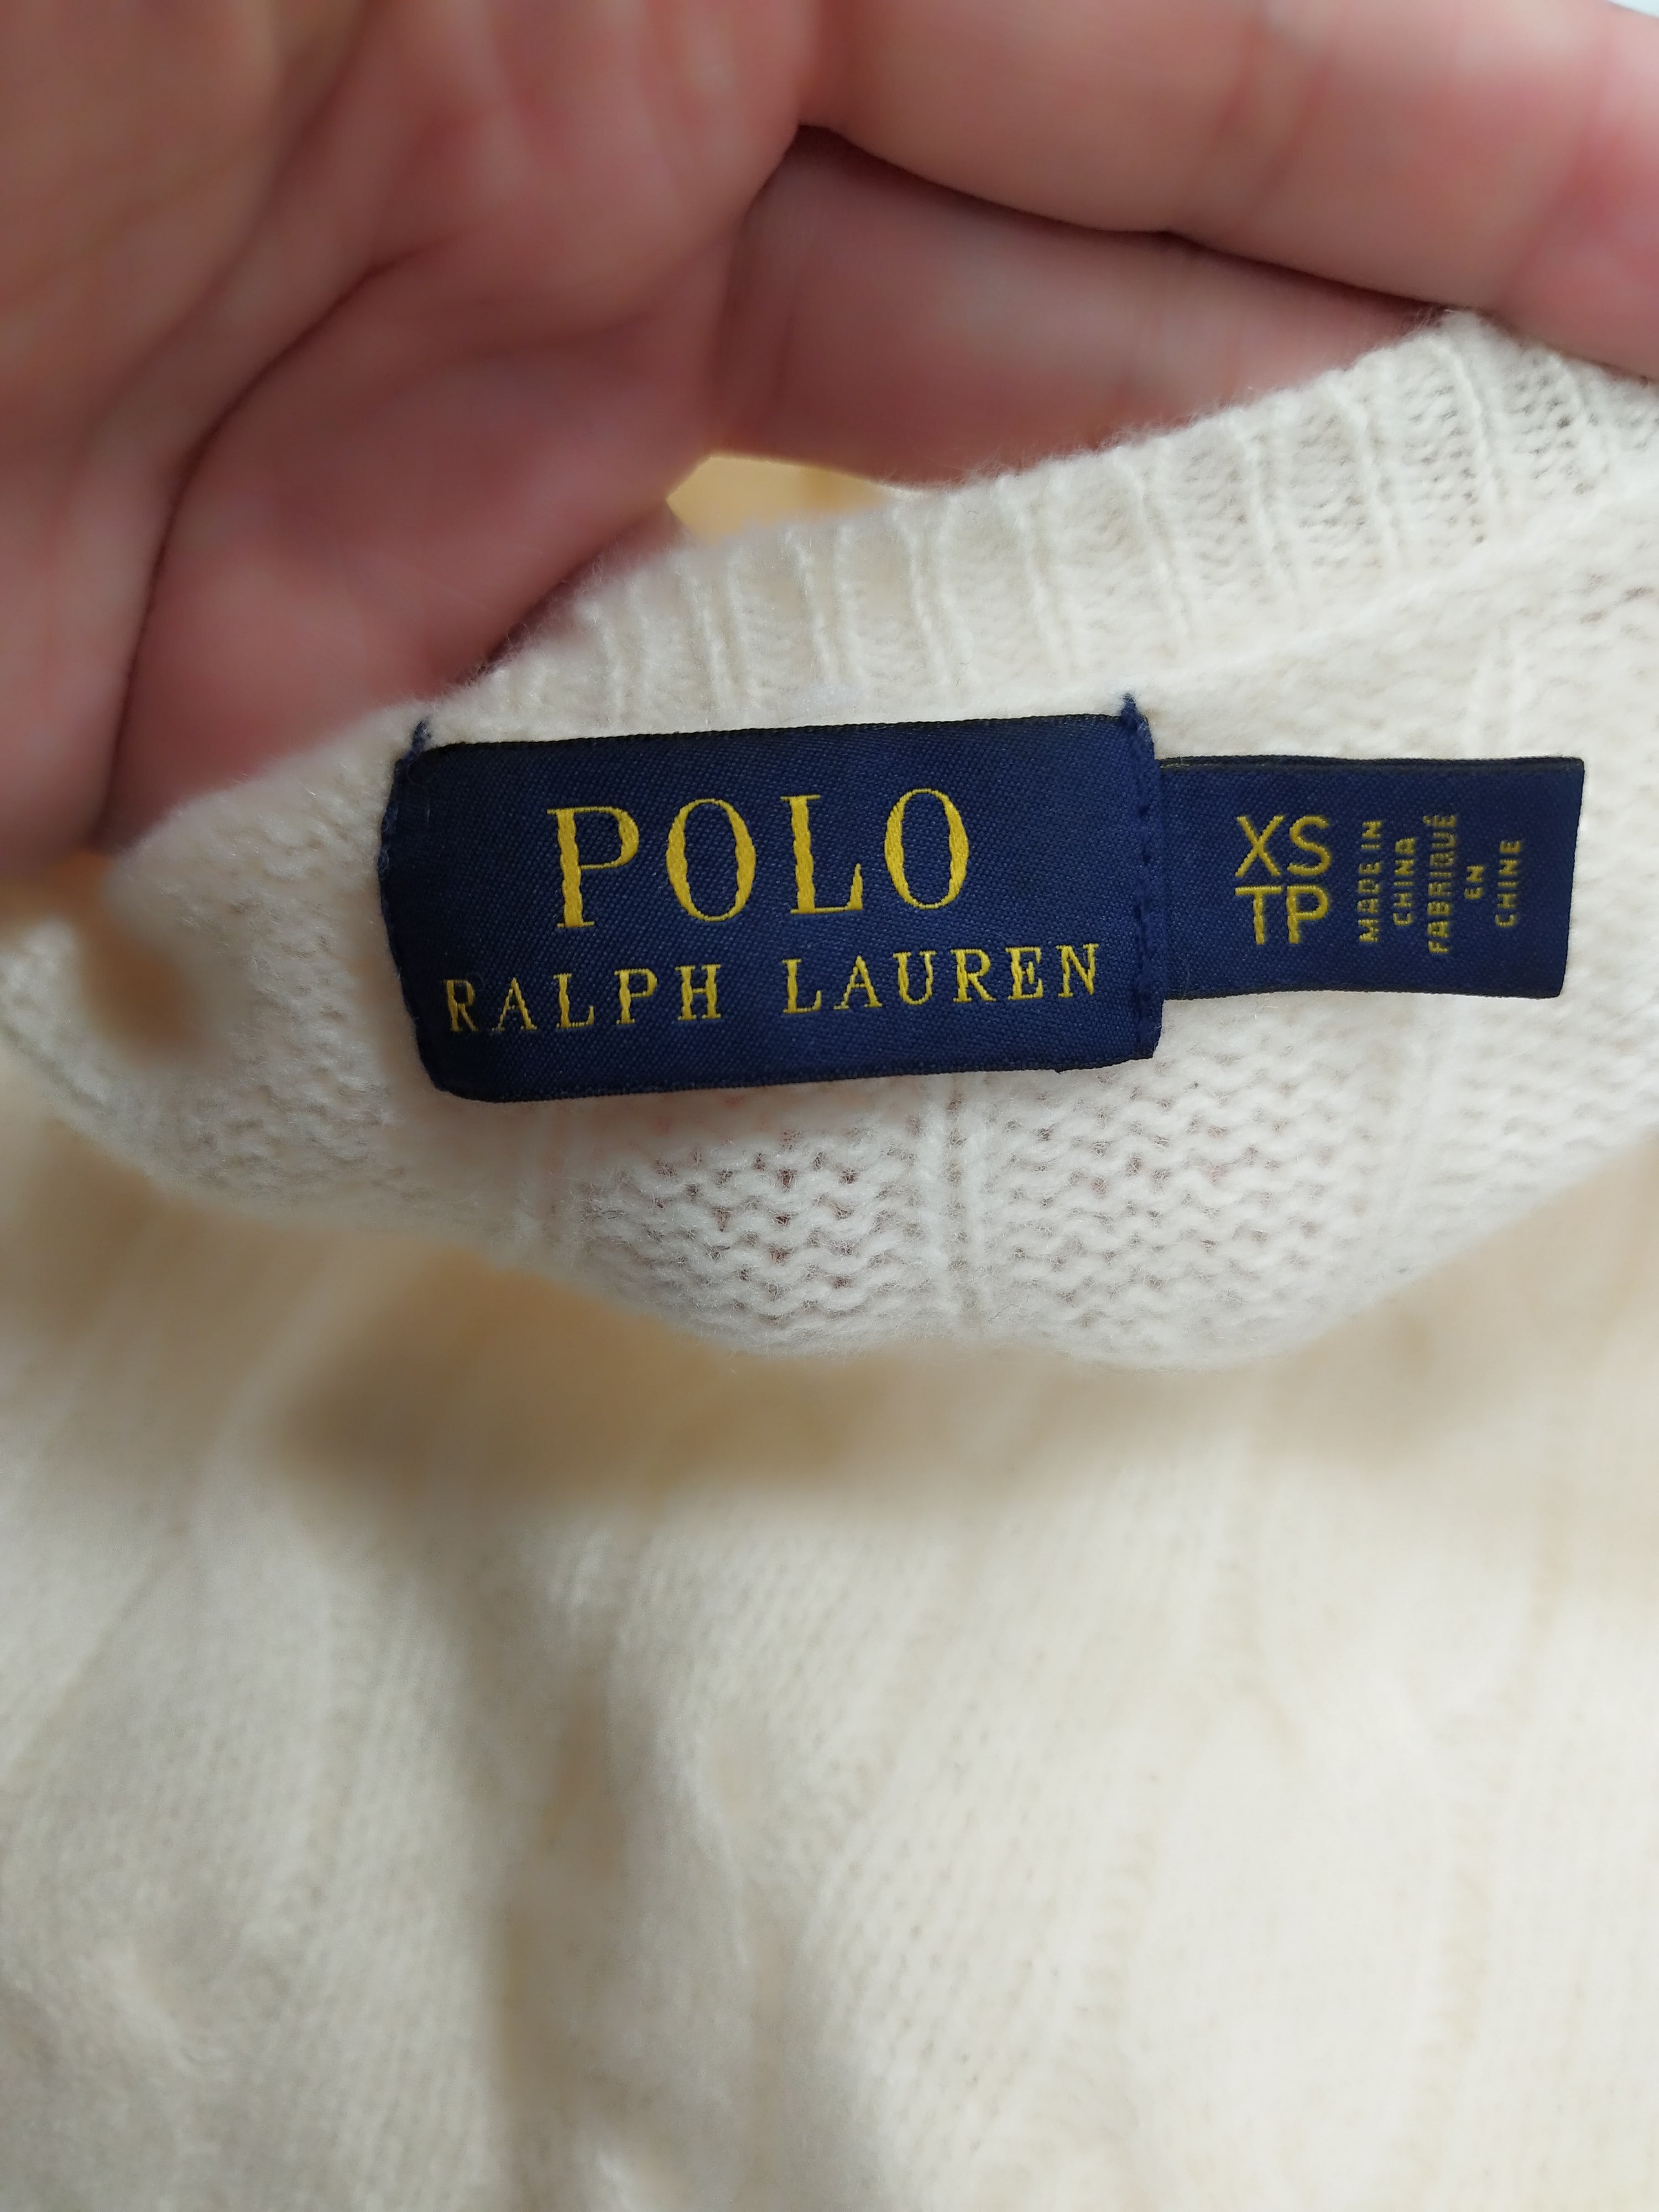 POLO
RALPH LAUREN
XS
TP
MADE IN
CHINA
FABRIQUÉ
EN
CHINE